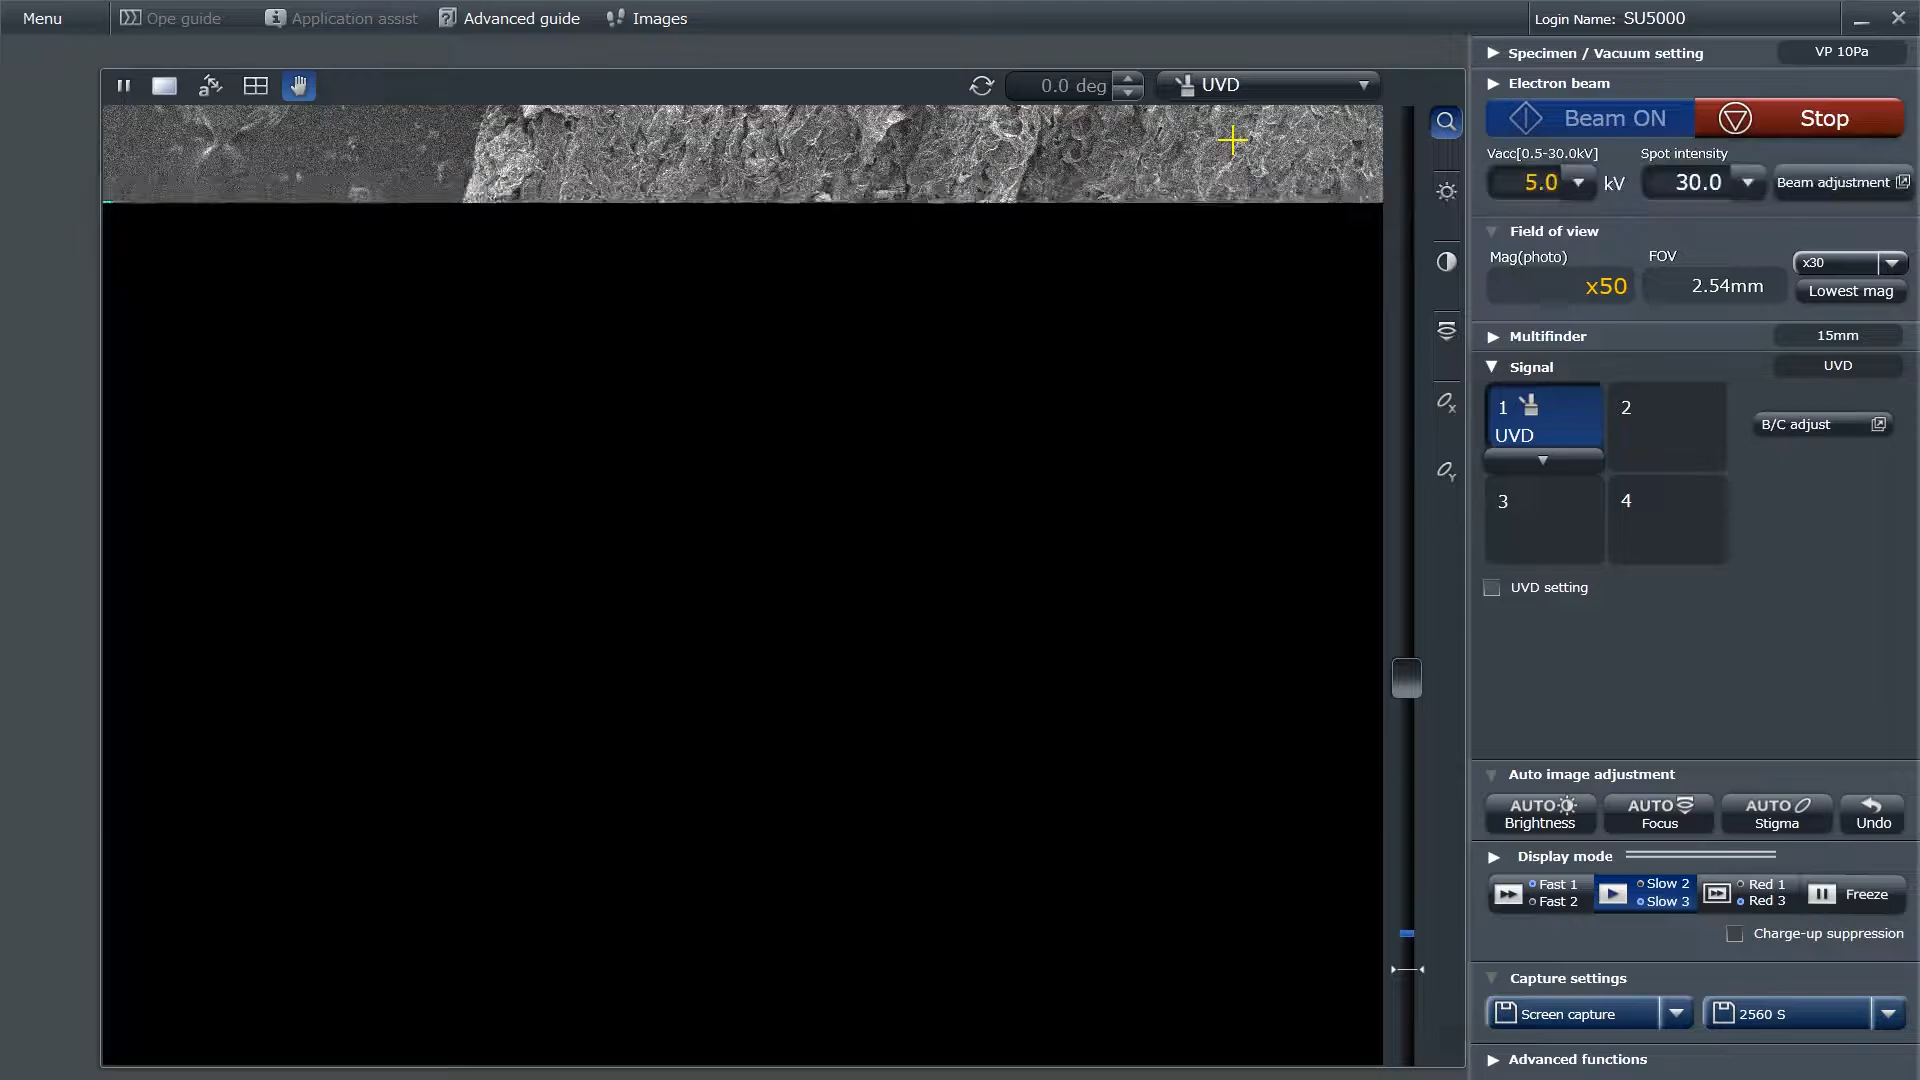 Menu
Ope guide
Application assist
Advanced guide
Images
Login Name: SU5000
0.0 deg
UVD
Specimen / Vacuum setting
VP 10Pa
Electron beam
Beam ON
Stop
Vacc[0.5-30.0kV]
Spot intensity
5.0
kV
30.0
Beam adjustment
Field of view
Mag(photo)
FOV
x50
2.54mm
x30
Lowest mag
Multifinder
15mm
Signal
UVD
1
UVD
2
B/C adjust
3
4
UVD setting
Auto image adjustment
AUTO
Brightness
AUTO
Focus
AUTO
Stigma
Undo
Display mode
Fast 1
Fast 2
Slow 2
Slow 3
Red 1
Red 3
Freeze
Charge-up suppression
Capture settings
Screen capture
2560 S
Advanced functions